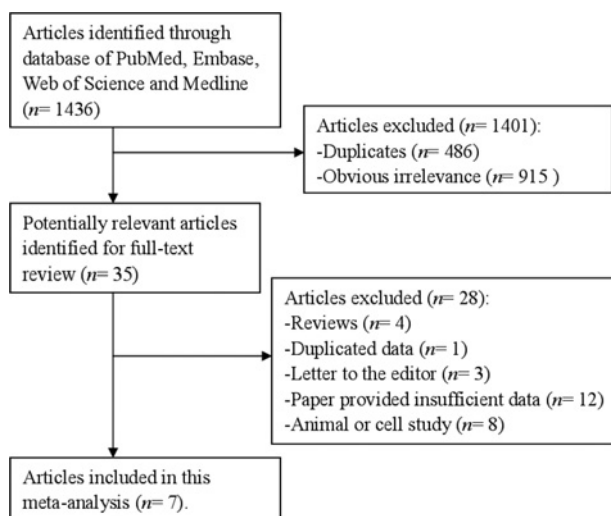 Articles identified through
database of PubMed, Embase,
Web of Science and Medline
(n= 1436)
Articles excluded (n= 1401):
-Duplicates (n= 486)
-Obvious irrelevance (n= 915 )
Potentially relevant articles
identified for full-text
review (n= 35)
Articles excluded (n= 28):
-Reviews (n= 4)
-Duplicated data (n= 1)
-Letter to the editor (n= 3)
-Paper provided insufficient data (n= 12)
-Animal or cell study (n= 8)
Articles included in this
meta-analysis (n= 7).